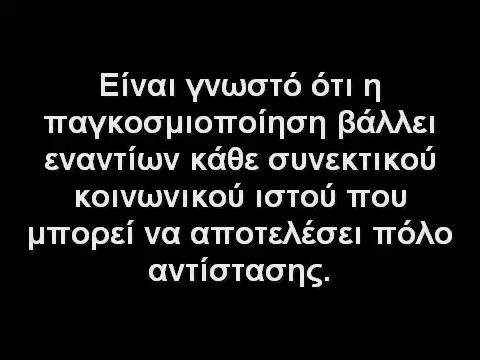 Είναι γνωστό ότι η
παγκοσμιοποίηση βάλλει
εναντίων κάθε συνεκτικού
κοινωνικού ιστού που
μπορεί να αποτελέσει πόλο
αντίστασης.